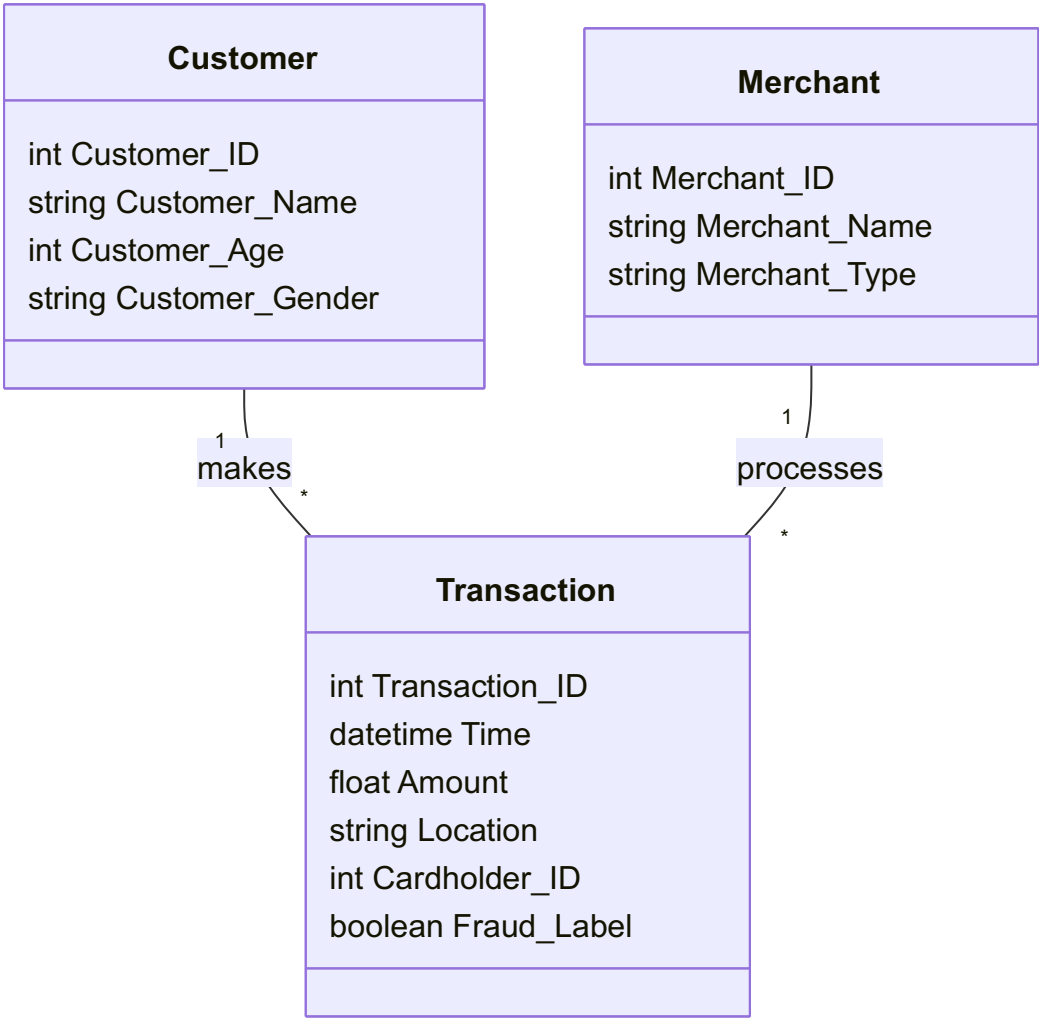 Customer
int Customer_ID
string Customer_Name
int Customer_Age
string Customer_Gender
Merchant
int Merchant_ID
string Merchant_Name
string Merchant_Type
1
makes
*
1
processes
*
Transaction
int Transaction_ID
datetime Time
float Amount
string Location
int Cardholder_ID
boolean Fraud_Label